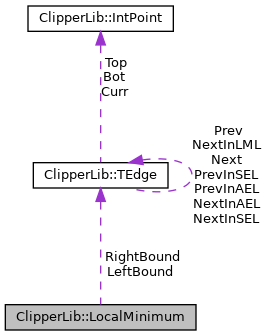 ClipperLib::IntPoint
Top
Bot
Curr
Prev
NextInLML
Next
PrevInSEL
PrevInAEL
NextInAEL
NextInSEL
ClipperLib::TEdge
RightBound
LeftBound
ClipperLib::LocalMinimum